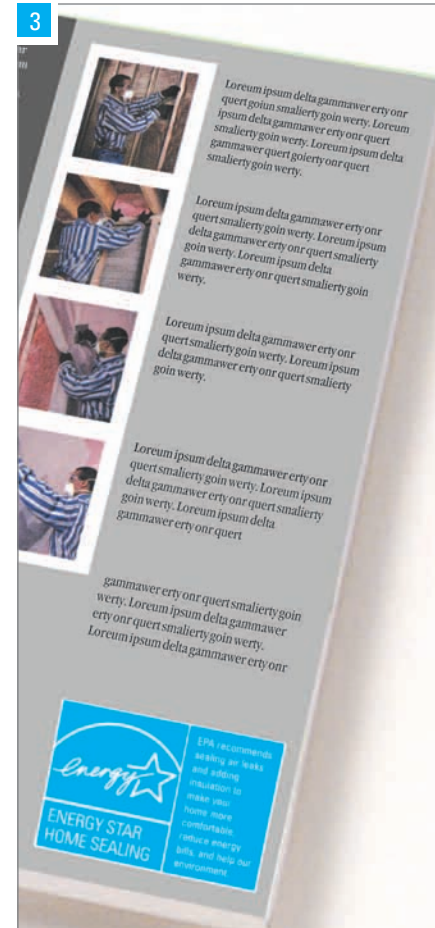 3
Loreum ipsum delta gammawer erty onr
quert goiun smalierty goin werty. Loreum
ipsum delta gammawer erty onr quert
smalierty goin werty. Loreum ipsum delta
gammawer quert goierty onr quert
smalierty goin werty.
Loreum ipsum delta gammawer erty onr
quert smalierty goin werty. Loreum ipsum
delta gammawer erty onr quert smalierty
goin werty. Loreum ipsum delta
gammawer erty onr quert smalierty goin
werty.
Loreum ipsum delta gammawer erty onr
quert smalierty goin werty. Loreum ipsum
delta gammawer erty onr quert smalierty
goin werty.
Loreum ipsum delta gammawer erty onr
quert smalierty goin werty. Loreum ipsum
delta gammawer erty onr quert smalierty
goin werty. Loreum ipsum delta
gammawer erty onr quert
gammawer erty onr quert smalierty goin
werty. Loreum ipsum delta gammawer
erty onr quert smalierty goin werty.
Loreum ipsum delta gammawer erty onr
energy
ENERGY STAR
HOME SEALING
EPA recommends
sealing air leaks
and adding
insulation to
make your
home more
comfortable,
reduce energy
bills, and help our
environment.